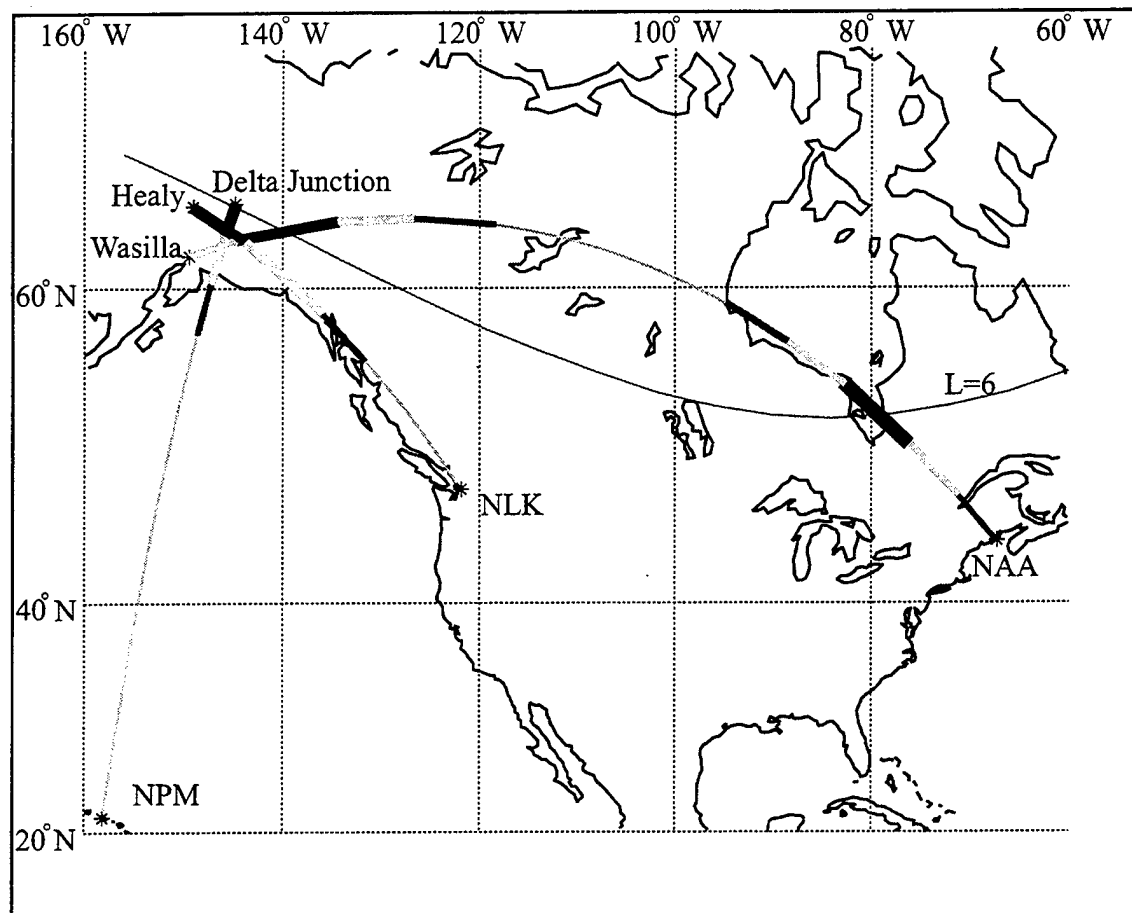 160° W 140° W 120° W 100° W 80° W 60° W
Delta Junction
Healy
Wasilla
60° N
L=6
NLK
NAA
40° N
NPM
20° N